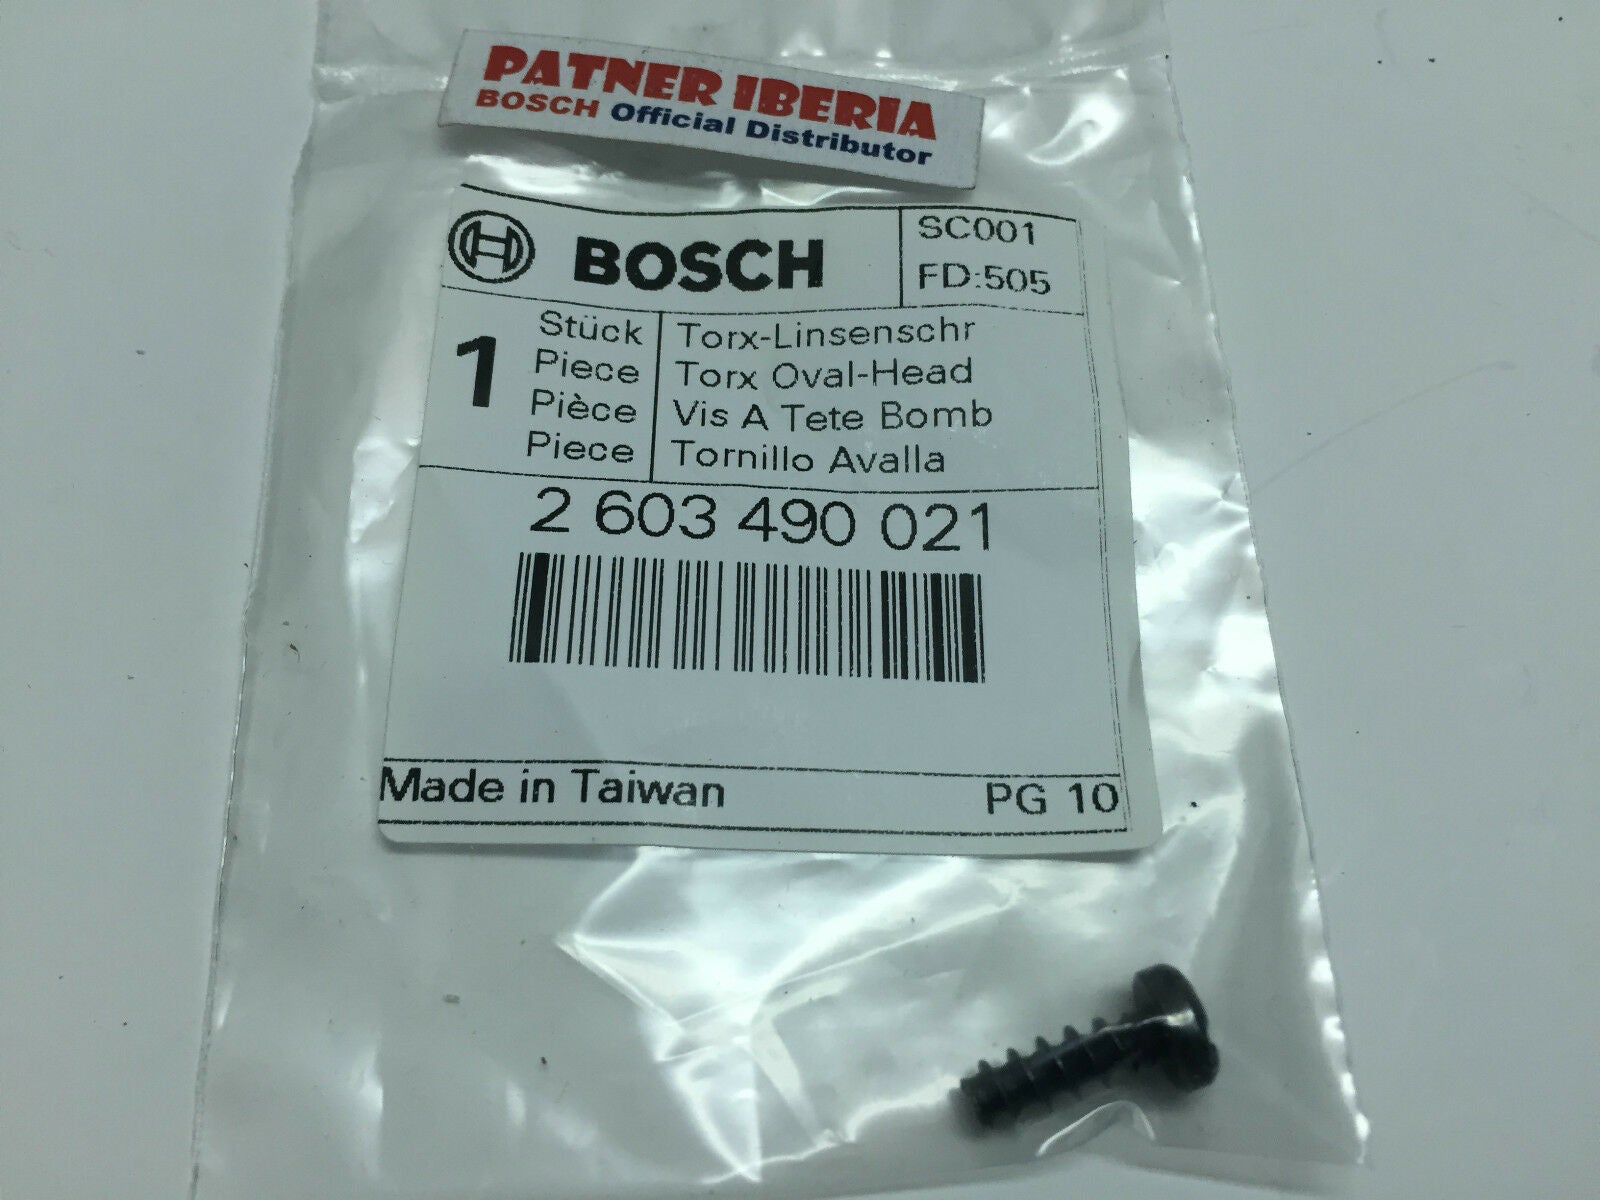 PATNER IBERIA
BOSCH Official Distributor
BOSCH
SC001
FD:505
1
Stück
Piece
Pièce
Piece
Torx-Linsenschr
Torx Oval-Head
Vis A Tete Bomb
Tornillo Avalla
2 603 490 021
Made in Taiwan
PG 10